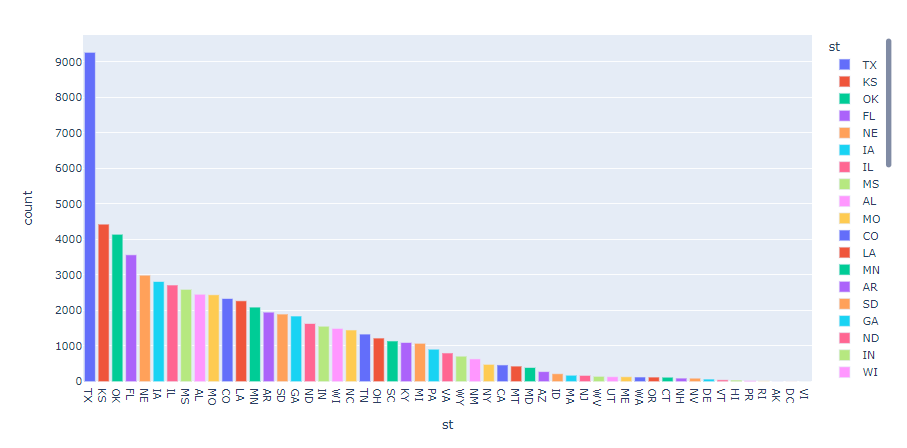 st
TX
KS
OK
FL
NE
IA
IL
MS
AL
MO
CO
LA
MN
AR
SD
GA
ND
IN
WI
9000
8000
7000
6000
5000
4000
3000
2000
1000
0
count
TX KS OK FL NE IA IL MS AL MO CO LA MN AR SD GA ND IN WI NC TN OH SC KY MI PA VA WY NM NY CA MT MD AZ ID MA NJ WV UT ME WA OR CT NH NV DE VT HI PR RI AK DC VI
st